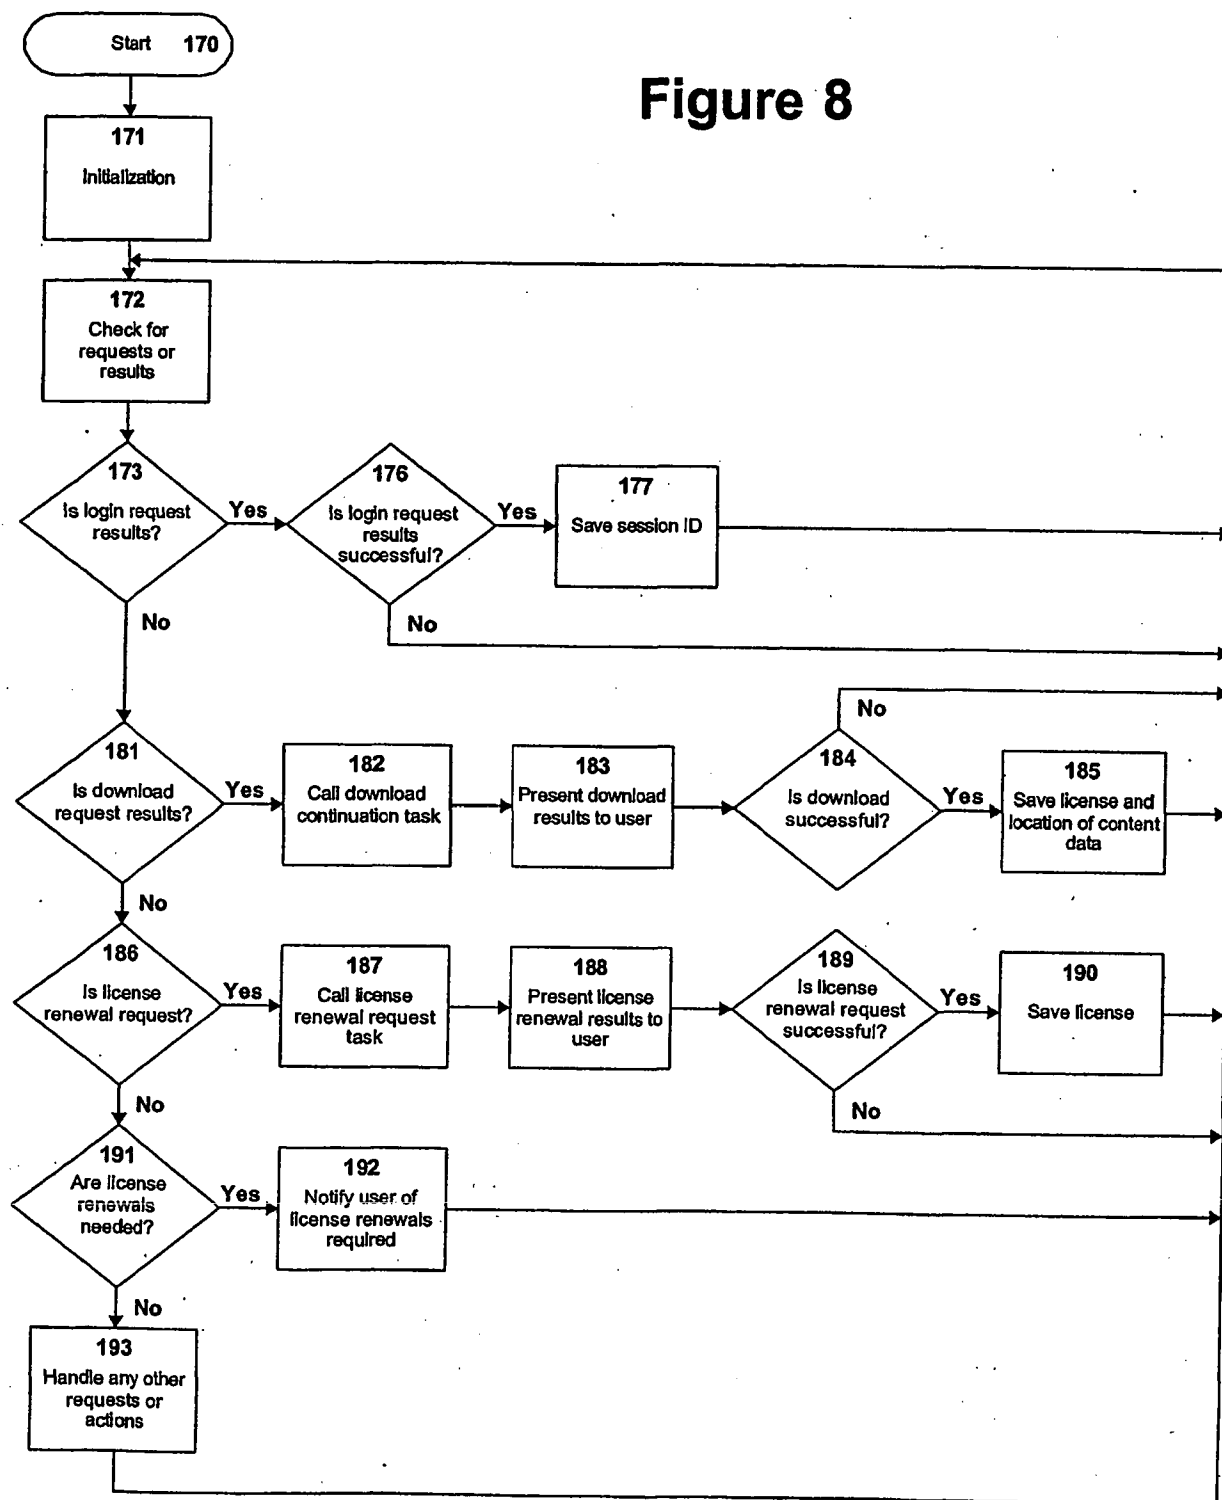 Start 170
Figure 8
171
Initialization
172
Check for
requests or
results
173
Is login request
results?
Yes
176
Is login request
results
successful?
Yes
177
Save session ID
No
No
No
181
Is download
request results?
Yes
182
Call download
continuation task
183
Present download
results to user
184
Is download
successful?
Yes
185
Save license and
location of content
data
No
186
Is license
renewal request?
Yes
187
Call license
renewal request
task
188
Present license
renewal results to
user
189
Is license
renewal request
successful?
Yes
190
Save license
No
No
191
Are license
renewals
needed?
Yes
192
Notify user of
license renewals
required
No
193
Handle any other
requests or
actions